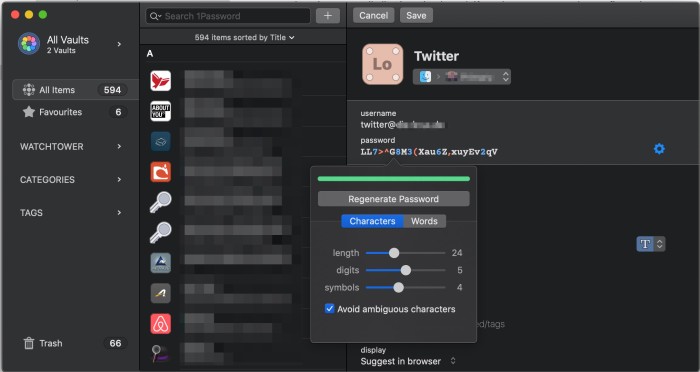 Search 1Password
+
Cancel
Save
All Vaults
2 Vaults
594 items sorted by Title
A
Lo
Twitter
All Items
594
Favourites
6
ABOUT
YOU°
username
twitter@
password
LL7>^G8M3(Xau6Z,xuyEv2qV
WATCHTOWER
CATEGORIES
TAGS
Regenerate Password
Characters
Words
length
24
digits
5
symbols
4
Avoid ambiguous characters
T
ed/tags
Trash
66
display
Suggest in browser